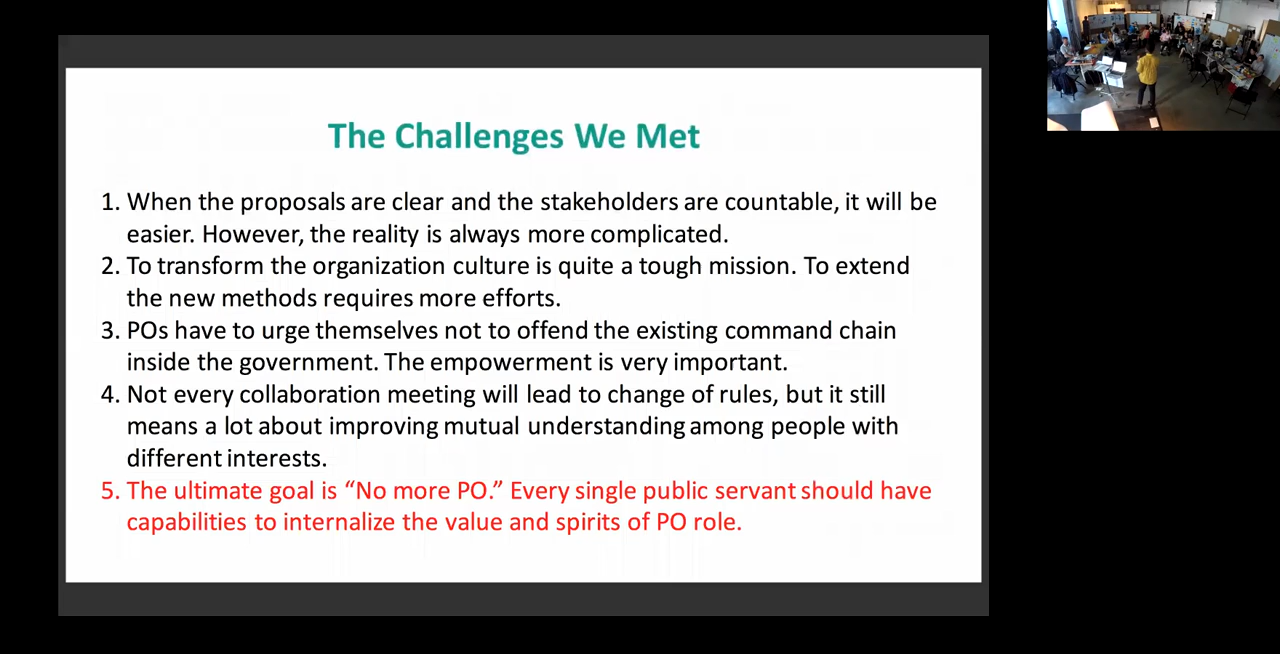 The Challenges We Met
1. When the proposals are clear and the stakeholders are countable, it will be
easier. However, the reality is always more complicated.
2. To transform the organization culture is quite a tough mission. To extend
the new methods requires more efforts.
3. POs have to urge themselves not to offend the existing command chain
inside the government. The empowerment is very important.
4. Not every collaboration meeting will lead to change of rules, but it still
means a lot about improving mutual understanding among people with
different interests.
5. The ultimate goal is “No more PO.” Every single public servant should have
capabilities to internalize the value and spirits of PO role.